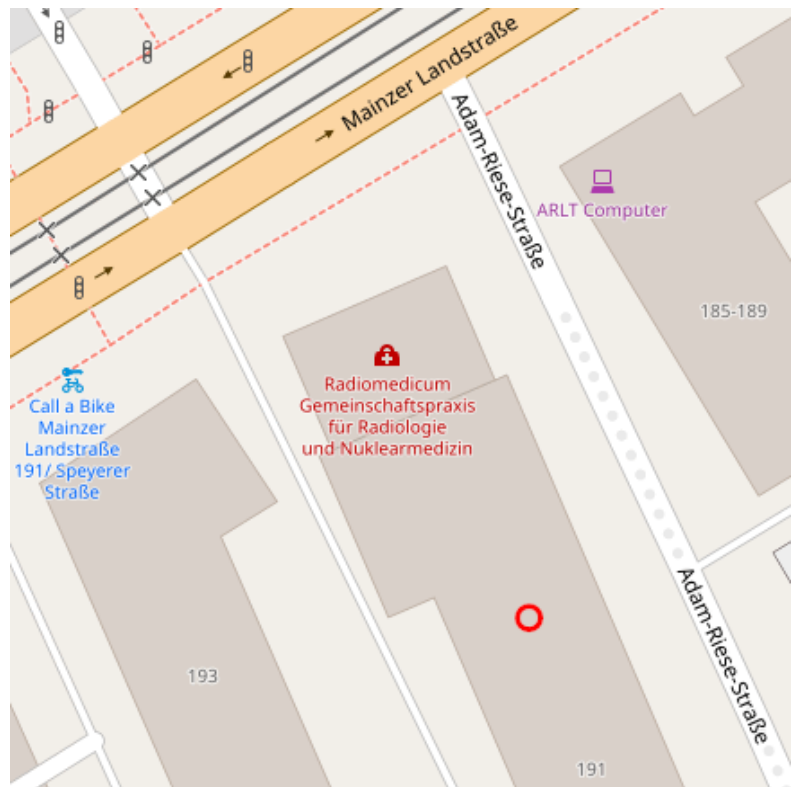 Mainzer Landstraße
Adam-Riese-Straße
ARLT Computer
185-189
Radiomedicum
Gemeinschaftspraxis
für Radiologie
und Nuklearmedizin
Call a Bike
Mainzer
Landstraße
191/ Speyerer
Straße
Adam-Riese-Straße
193
191